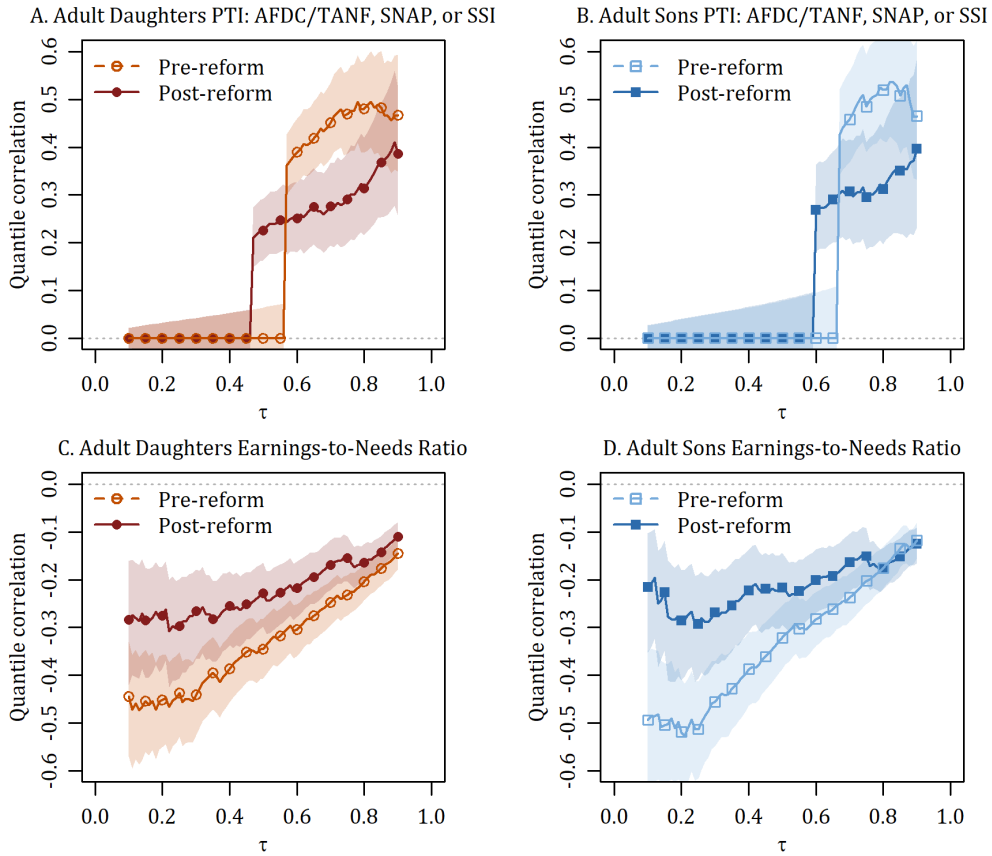 A. Adult Daughters PTI: AFDC/TANF, SNAP, or SSI
Quantile correlation
0.0 0.1 0.2 0.3 0.4 0.5 0.6
Pre-reform
Post-reform
0.0 0.2 0.4 0.6 0.8 1.0
τ
B. Adult Sons PTI: AFDC/TANF, SNAP, or SSI
Quantile correlation
0.0 0.1 0.2 0.3 0.4 0.5 0.6
Pre-reform
Post-reform
0.0 0.2 0.4 0.6 0.8 1.0
τ
C. Adult Daughters Earnings-to-Needs Ratio
Quantile correlation
-0.6 -0.5 -0.4 -0.3 -0.2 -0.1 0.0
Pre-reform
Post-reform
0.0 0.2 0.4 0.6 0.8 1.0
τ
D. Adult Sons Earnings-to-Needs Ratio
Quantile correlation
-0.6 -0.5 -0.4 -0.3 -0.2 -0.1 0.0
Pre-reform
Post-reform
0.0 0.2 0.4 0.6 0.8 1.0
τ